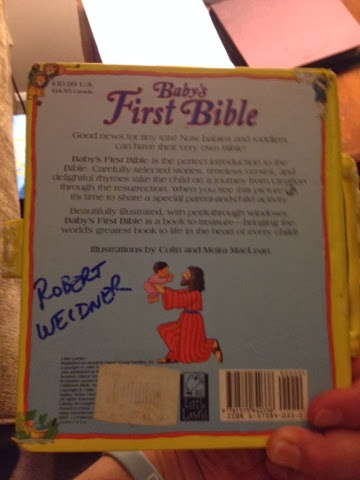 $10.99 U.S.
Baby's
First Bible
Good news for tiny tots! Now babies and toddlers
can have their very own Bible!
Baby's First Bible is the perfect introduction to the
Bible. Carefully selected stories, timeless verses, and
delightful rhymes take the child on a journey from creation
through the resurrection. When you see this picture
it's time to share a special parent-and-child activity.
Beautifully illustrated, with peek-through windows,
Baby's First Bible is a book to treasure—bringing the
world's greatest book to life in the heart of every child!
Illustrations by Colin and Moira MacLean
ROBERT
WEIDNER